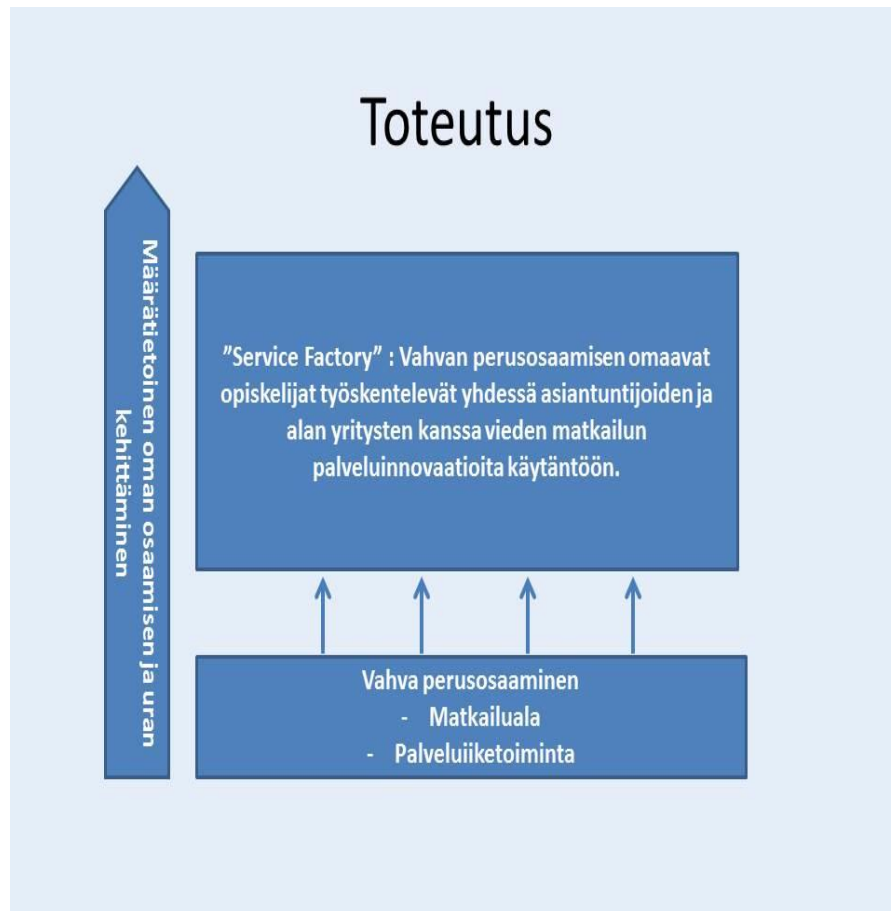 Toteutus
Määrätietoinen oman osaamisen ja uran
kehittäminen
"Service Factory" : Vahvan perusosaamisen omaavat
opiskelijat työskentelevät yhdessä asiantuntijoiden ja
alan yritysten kanssa vieden matkailun
palveluinnovaatioita käytäntöön.
Vahva perusosaaminen
- Matkailuala
- Palveluiiketoiminta